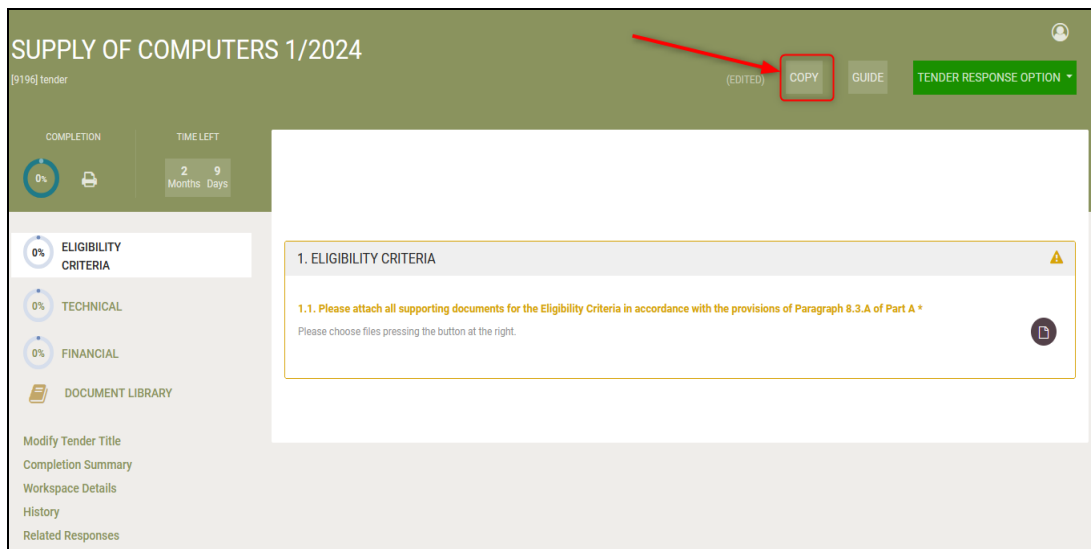 SUPPLY OF COMPUTERS 1/2024
[9196] tender
(EDITED)
COPY
GUIDE
TENDER RESPONSE OPTION
COMPLETION
TIME LEFT
0%
2 9
Months Days
0%
ELIGIBILITY
CRITERIA
0%
TECHNICAL
0%
FINANCIAL
DOCUMENT LIBRARY
Modify Tender Title
Completion Summary
Workspace Details
History
Related Responses
1. ELIGIBILITY CRITERIA
1.1. Please attach all supporting documents for the Eligibility Criteria in accordance with the provisions of Paragraph 8.3.A of Part A *
Please choose files pressing the button at the right.